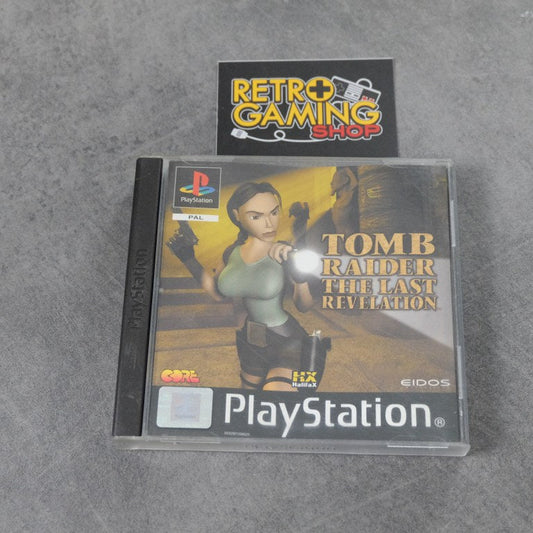 RETRO
GAMING
SHOP
PlayStation
PAL
PlayStation
TOMB
RAIDER
THE LAST
REVELATION
CORE
HX
Halifax
EIDOS
PlayStation®